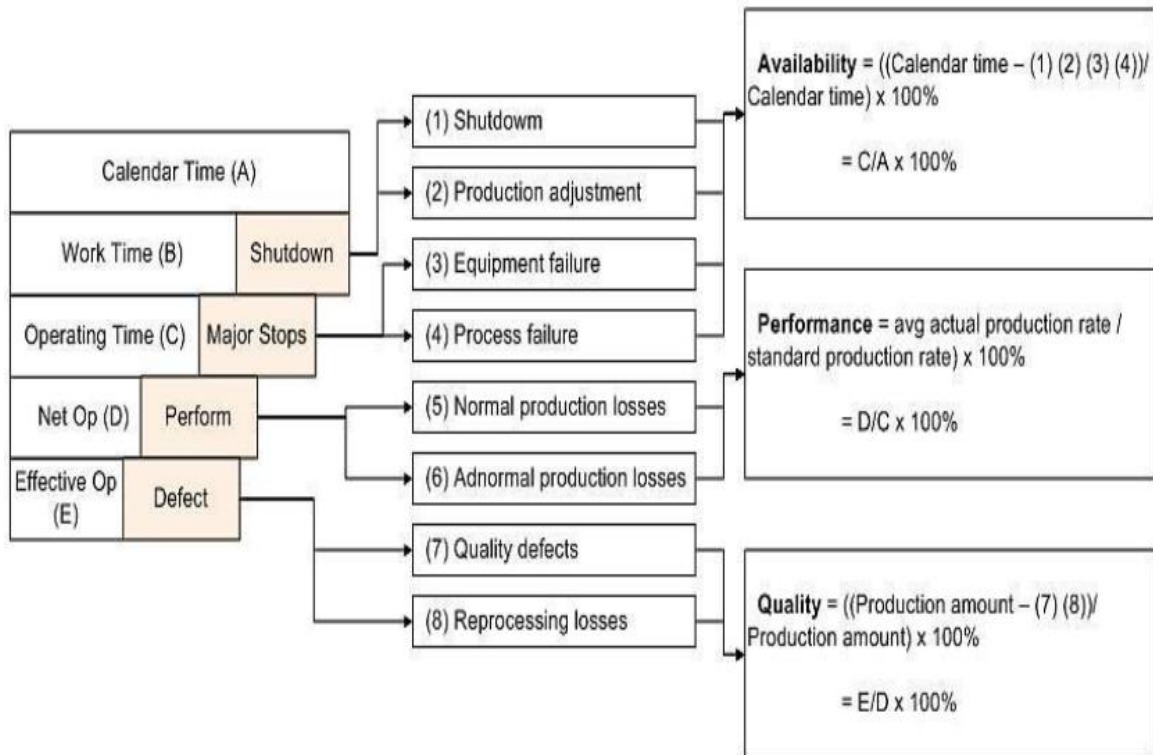 Calendar Time (A)
Work Time (B)
Shutdown
Operating Time (C)
Major Stops
Net Op (D)
Perform
Effective Op
(E)
Defect
(1) Shutdowm
(2) Production adjustment
(3) Equipment failure
(4) Process failure
(5) Normal production losses
(6) Adnormal production losses
(7) Quality defects
(8) Reprocessing losses
Availability = ((Calendar time – (1) (2) (3) (4))/
Calendar time) x 100%
= C/A x 100%
Performance = avg actual production rate /
standard production rate) x 100%
= D/C x 100%
Quality = ((Production amount – (7) (8))/
Production amount) x 100%
= E/D x 100%